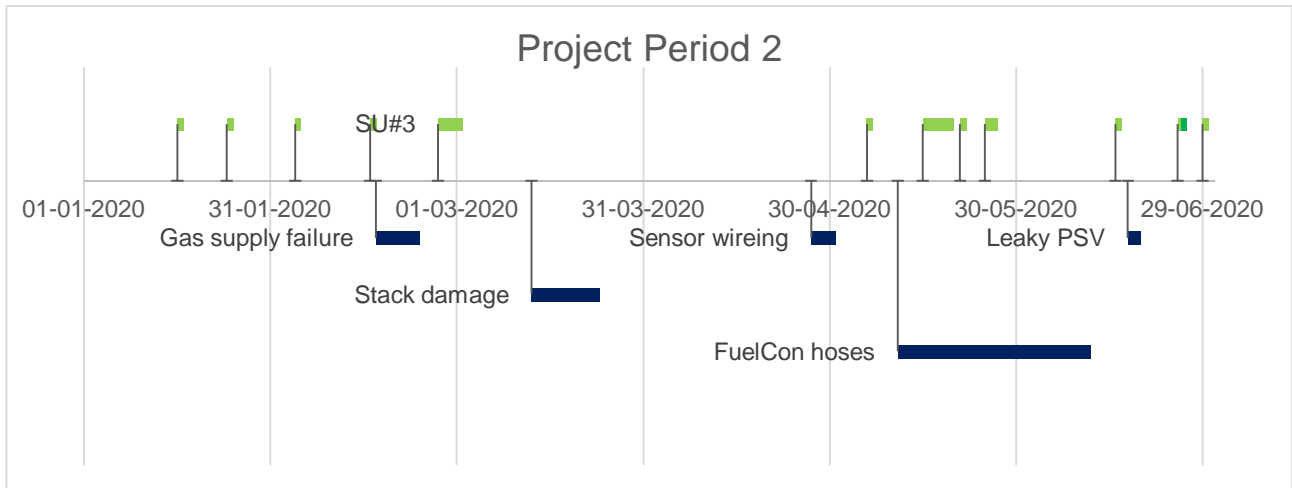 Project Period 2
SU#3
01-01-2020
31-01-2020
01-03-2020
31-03-2020
30-04-2020
30-05-2020
29-06-2020
Gas supply failure
Sensor wireing
Leaky PSV
Stack damage
FuelCon hoses